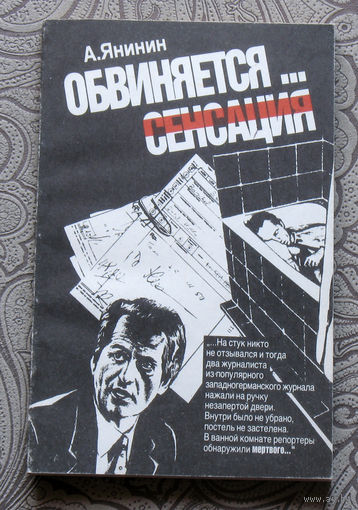 А.Янинин
ОБВИНЯЕТСЯ ...
СЕНСАЦИЯ
"...На стук никто
не отзывался и тогда
два журналиста
из популярного
западногерманского журнала
нажали на ручку
незапертой двери.
Внутри было не убрано,
постель не застелена.
В ванной комнате репортеры
обнаружили мертвого..."